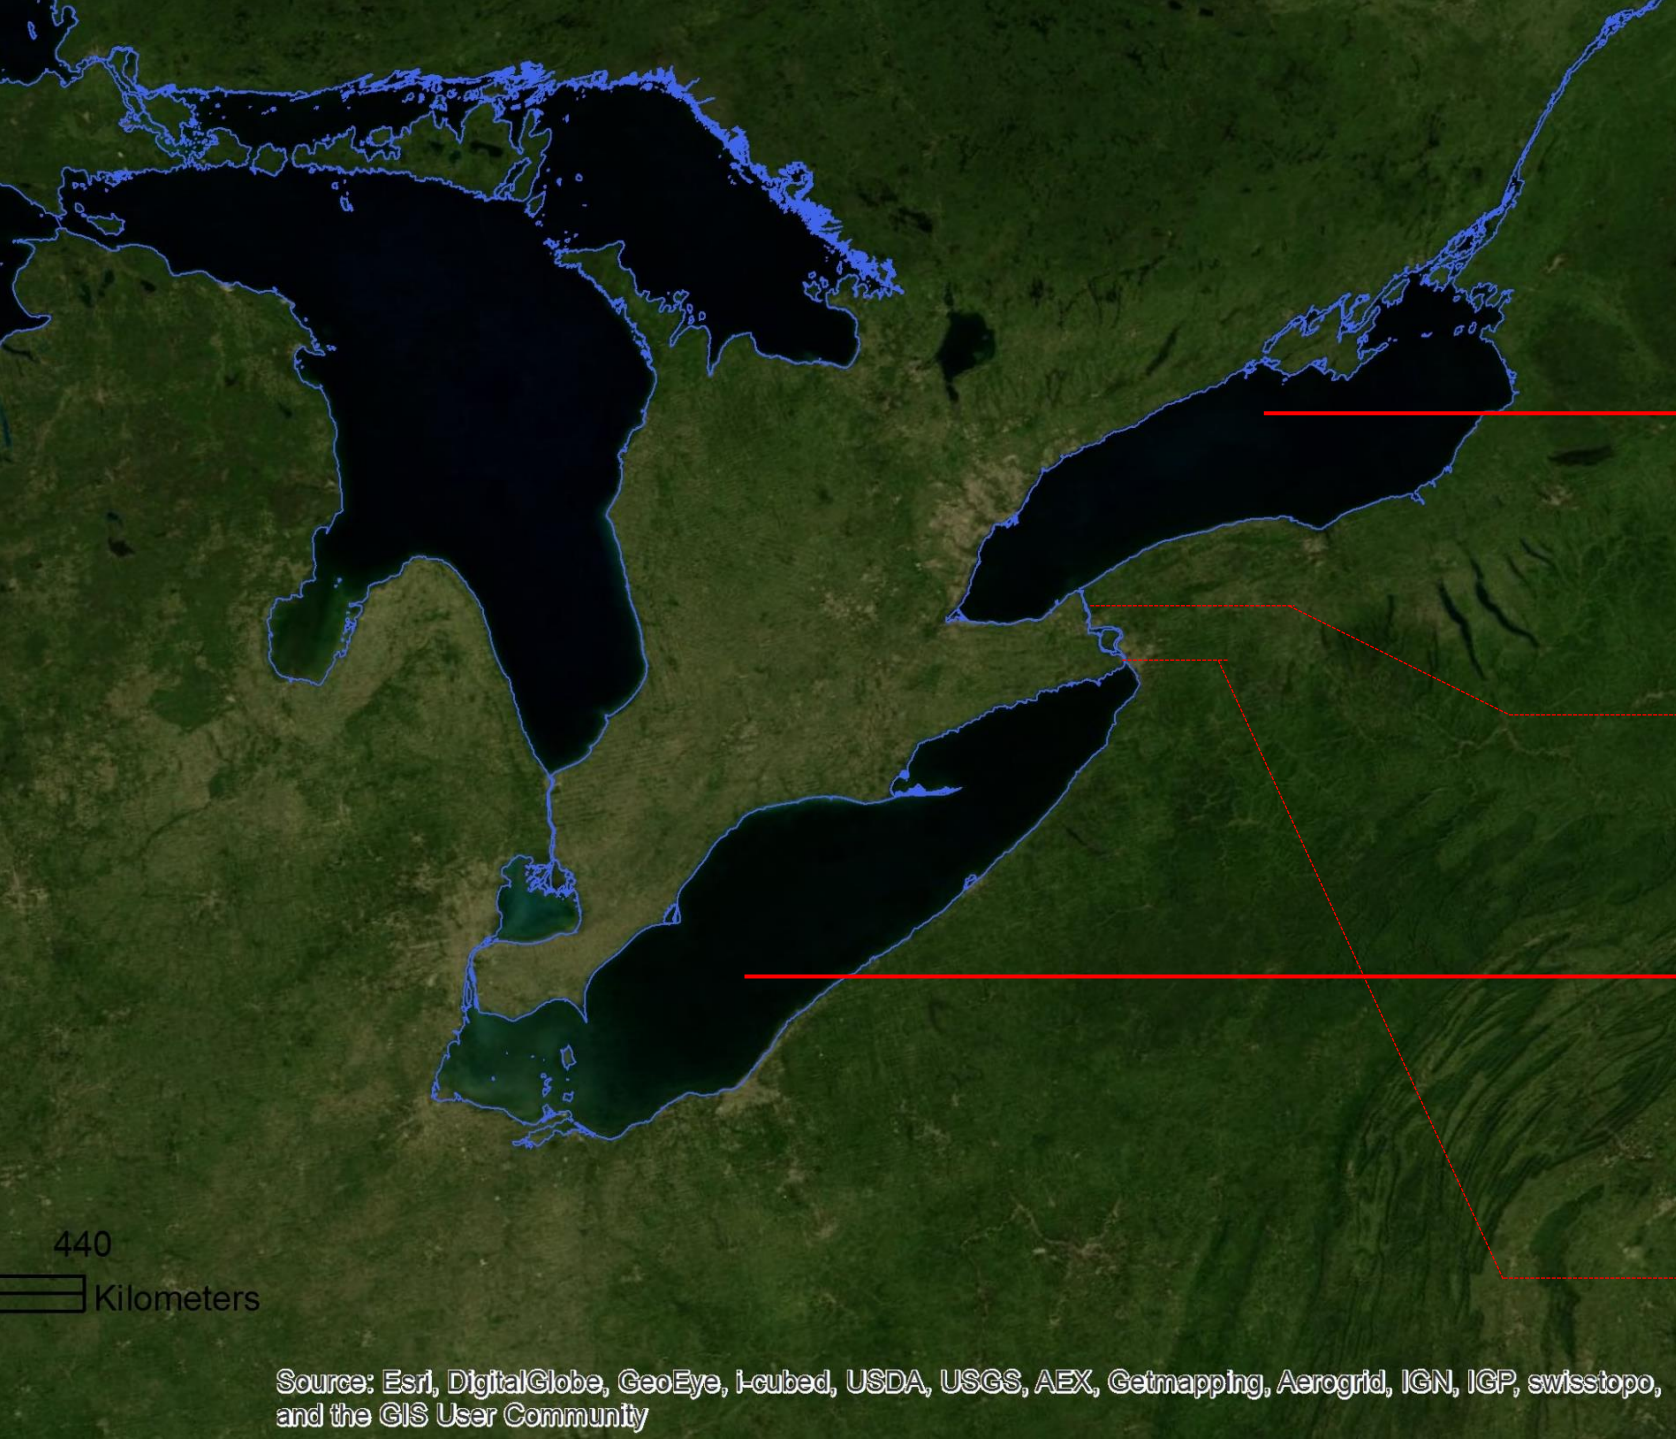 440
Kilometers
Source: Esri, DigitalGlobe, GeoEye, i-cubed, USDA, USGS, AEX, Getmapping, Aerogrid, IGN, IGP, swisstopo,
and the GIS User Community